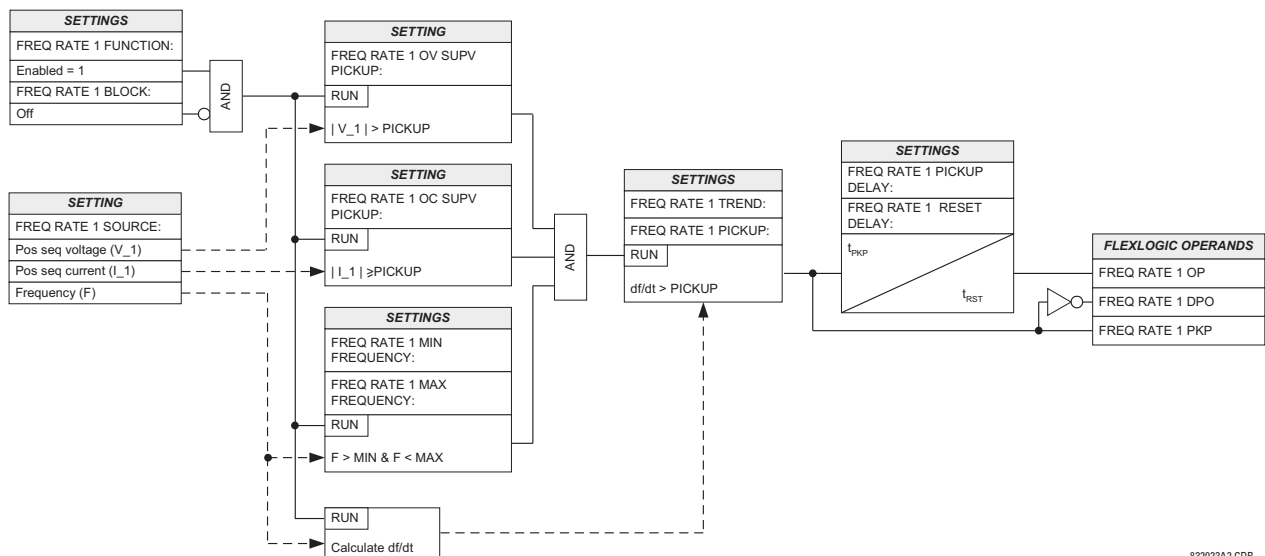 SETTINGS
FREQ RATE 1 FUNCTION:
Enabled = 1
FREQ RATE 1 BLOCK:
Off
AND
SETTING
FREQ RATE 1 SOURCE:
Pos seq voltage (V_1)
Pos seq current (I_1)
Frequency (F)
SETTING
FREQ RATE 1 OV SUPV
PICKUP:
RUN
| V_1 | > PICKUP
SETTING
FREQ RATE 1 OC SUPV
PICKUP:
RUN
| I_1 | >PICKUP
SETTINGS
FREQ RATE 1 MIN
FREQUENCY:
FREQ RATE 1 MAX
FREQUENCY:
RUN
F > MIN & F < MAX
RUN
Calculate df/dt
AND
SETTINGS
FREQ RATE 1 TREND:
FREQ RATE 1 PICKUP:
RUN
df/dt > PICKUP
SETTINGS
FREQ RATE 1 PICKUP
DELAY:
FREQ RATE 1 RESET
DELAY:
tPKP
tRST
FLEXLOGIC OPERANDS
FREQ RATE 1 OP
FREQ RATE 1 DPO
FREQ RATE 1 PKP